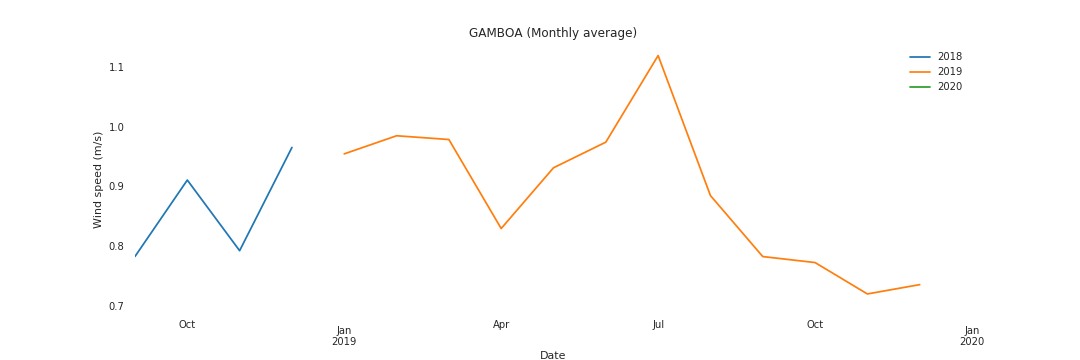 GAMBOA (Monthly average)
2018
2019
2020
1.1
1.0
0.9
0.8
0.7
Wind speed (m/s)
Oct
Jan
2019
Apr
Jul
Oct
Jan
2020
Date